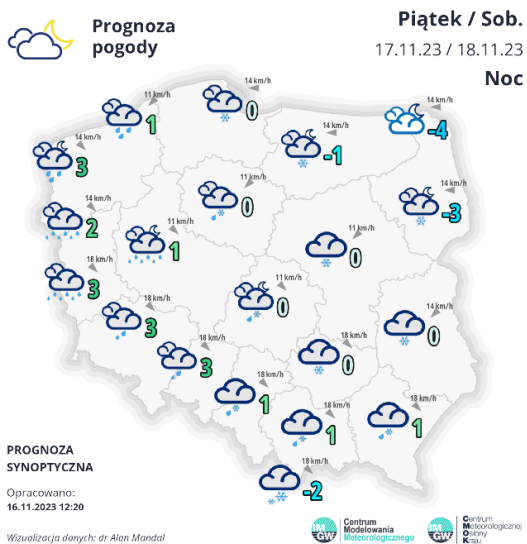 Prognoza
pogody
Piątek / Sob.
17.11.23 / 18.11.23
Noc
11 km/h
1
14 km/h
0
14 km/h
-4
14 km/h
3
14 km/h
-1
14 km/h
2
11 km/h
1
11 km/h
0
14 km/h
-3
11 km/h
0
18 km/h
3
11 km/h
0
18 km/h
3
14 km/h
0
18 km/h
3
18 km/h
0
18 km/h
1
18 km/h
1
18 km/h
1
18 km/h
-2
PROGNOZA
SYNOPTYCZNA
Opracowano:
16.11.2023 12:20
Wizualizacja danych: dr Alan Mandal
IMGW
Centrum
Modelowania
Meteorologicznego
IMGW
Centrum
Meteorologicznej
Osłony
Kraju